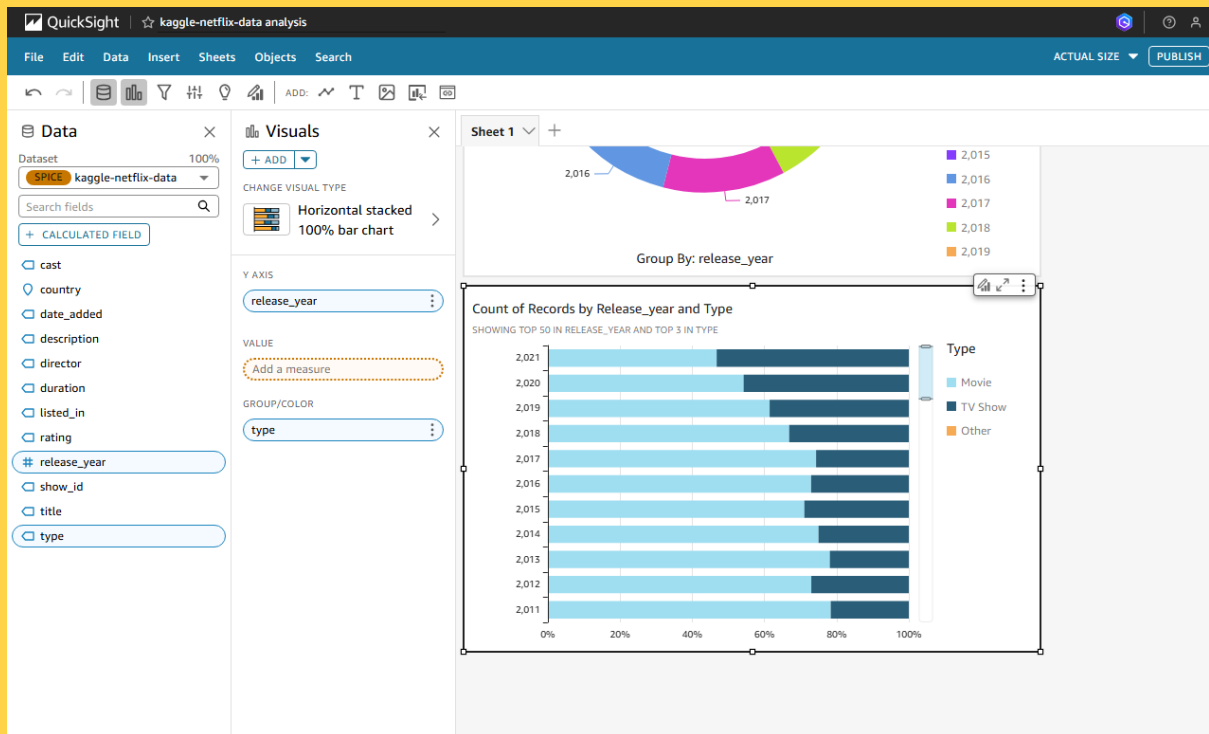 QuickSight
kaggle-netflix-data analysis
File Edit Data Insert Sheets Objects Search
ACTUAL SIZE
PUBLISH
ADD:
Data
Dataset 100%
SPICE kaggle-netflix-data
Search fields
+ CALCULATED FIELD
cast
country
date_added
description
director
duration
listed_in
rating
release_year
show_id
title
type
Visuals
+ ADD
CHANGE VISUAL TYPE
Horizontal stacked
100% bar chart
Y AXIS
release_year
VALUE
Add a measure
GROUP/COLOR
type
Sheet 1
2,016
2,017
Group By: release_year
2,015
2,016
2,017
2,018
2,019
Count of Records by Release_year and Type
SHOWING TOP 50 IN RELEASE_YEAR AND TOP 3 IN TYPE
2,021
2,020
2,019
2,018
2,017
2,016
2,015
2,014
2,013
2,012
2,011
0% 20% 40% 60% 80% 100%
Type
Movie
TV Show
Other